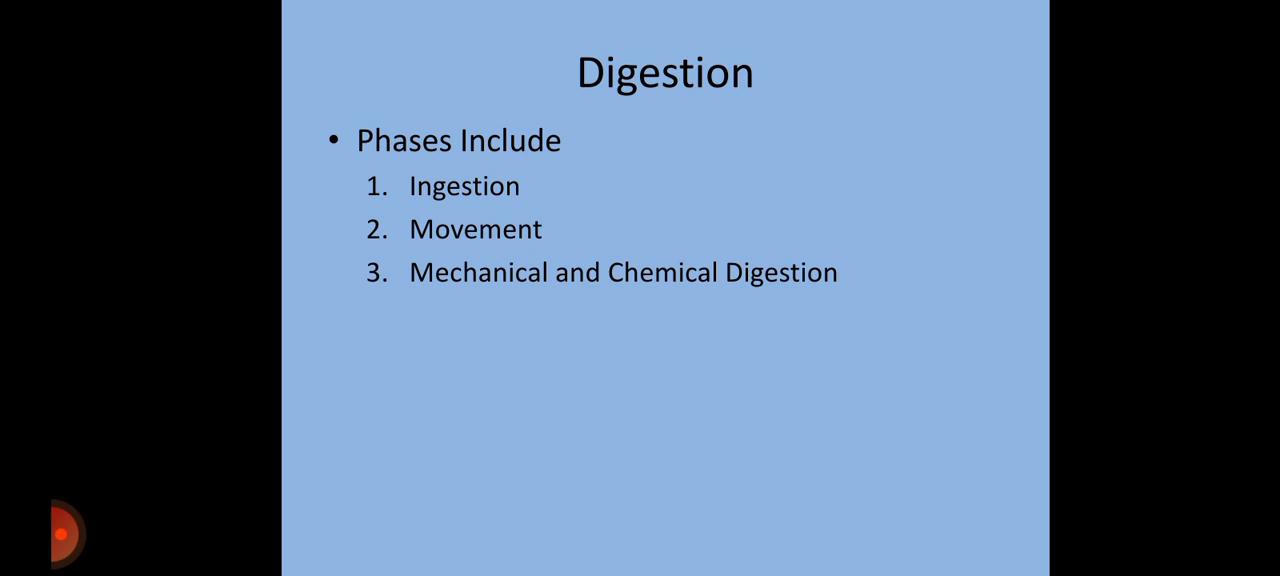 Digestion
• Phases Include
1. Ingestion
2. Movement
3. Mechanical and Chemical Digestion